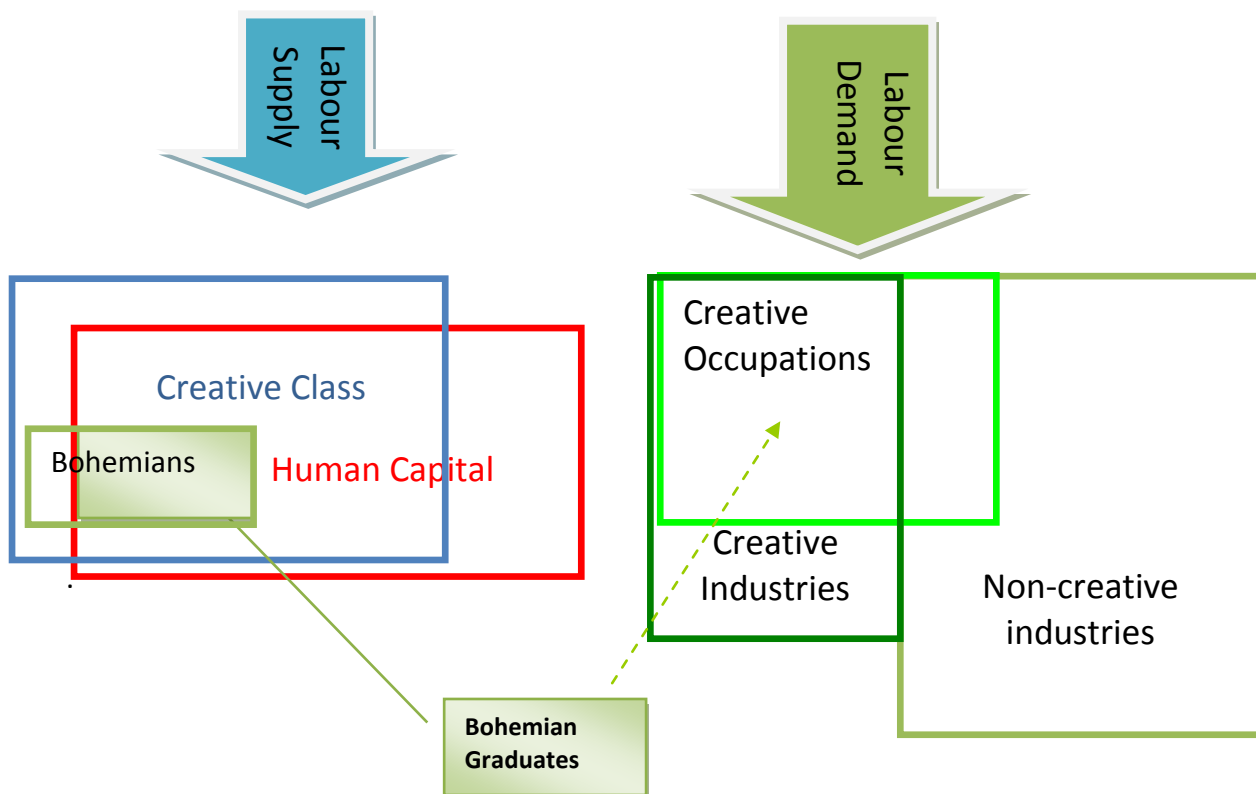 Labour
Supply
Labour
Demand
Creative Class
Bohemians
Human Capital
Creative
Occupations
Creative
Industries
Non-creative
industries
Bohemian
Graduates